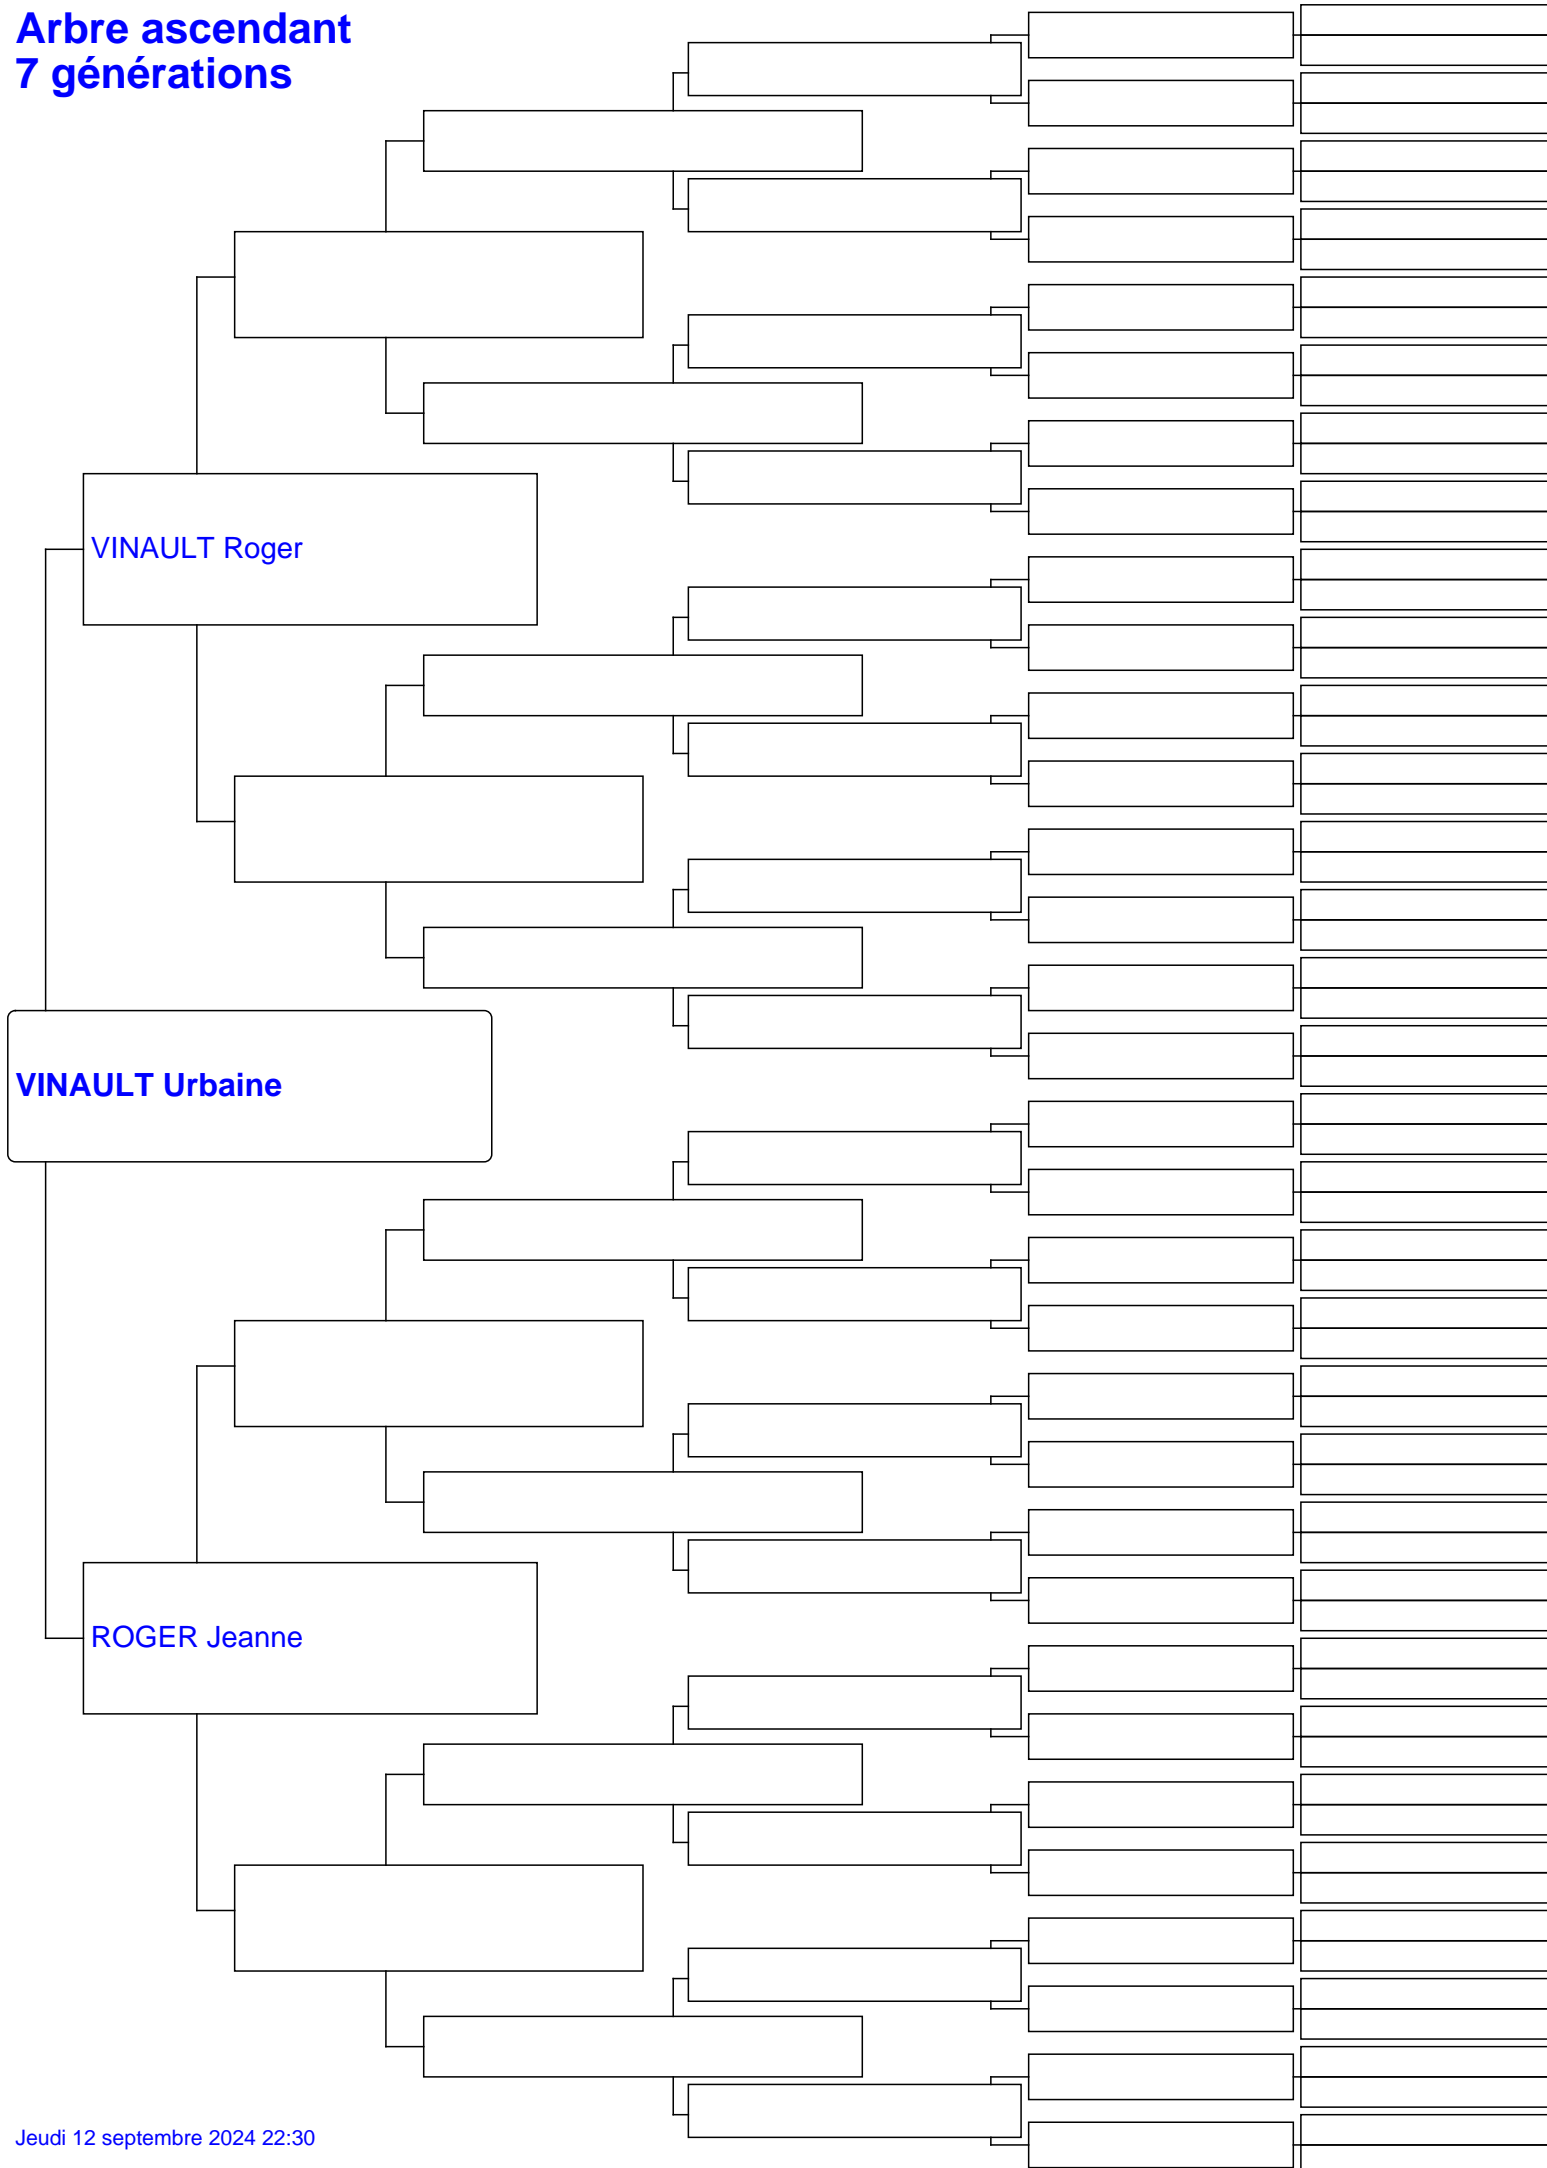 Arbre ascendant
7 générations
VINAULT Roger
VINAULT Urbaine
ROGER Jeanne
Jeudi 12 septembre 2024 22:30